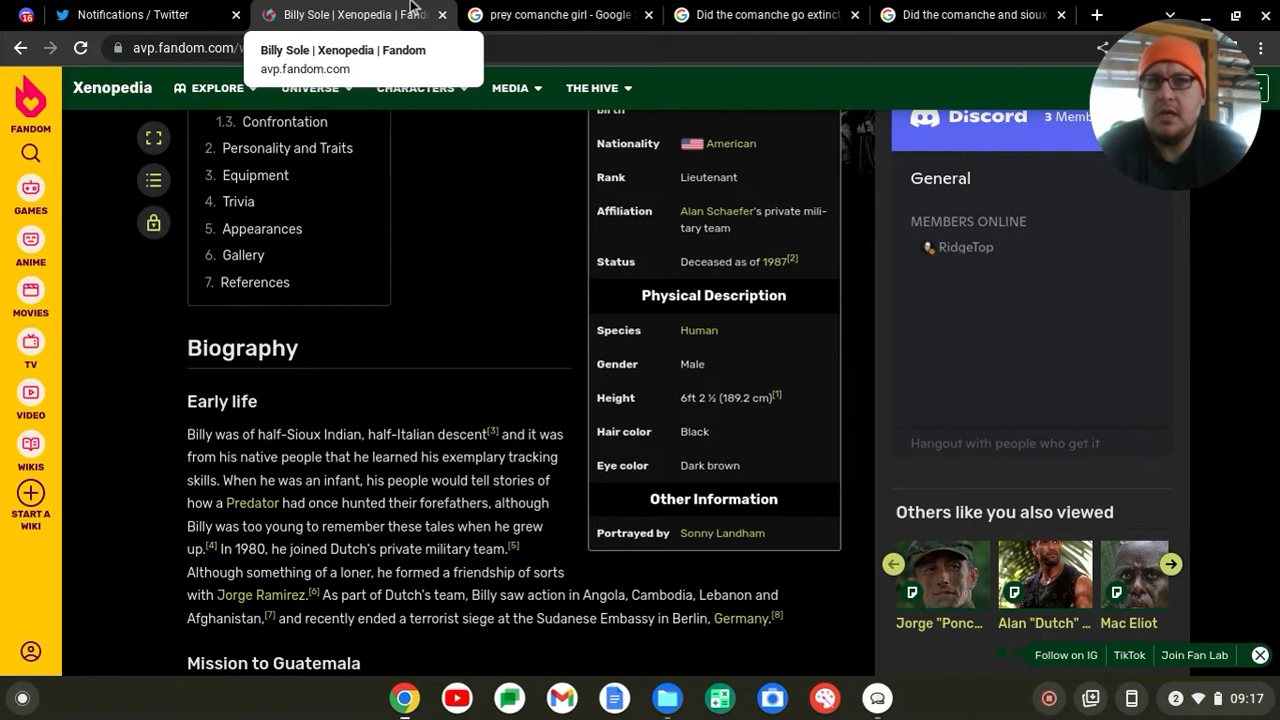 16
Notifications / Twitter
Billy Sole | Xenopedia | Fand
prey comanche girl - Google
Did the comanche go extinct
Did the comanche and sioux
avp.fandom.com/w
Billy Sole | Xenopedia | Fandom
avp.fandom.com
Xenopedia
EXPLORE
UNIVERSE
CHARACTERS
MEDIA
THE HIVE
FANDOM
GAMES
ANIME
MOVIES
TV
VIDEO
WIKIS
START A
WIKI
1.3. Confrontation
2. Personality and Traits
3. Equipment
4. Trivia
5. Appearances
6. Gallery
7. References
Biography
Early life
Billy was of half-Sioux Indian, half-Italian descent[3] and it was
from his native people that he learned his exemplary tracking
skills. When he was an infant, his people would tell stories of
how a Predator had once hunted their forefathers, although
Billy was too young to remember these tales when he grew
up.[4] In 1980, he joined Dutch's private military team.[5]
Although something of a loner, he formed a friendship of sorts
with Jorge Ramirez.[6] As part of Dutch's team, Billy saw action in Angola, Cambodia, Lebanon and
Afghanistan,[7] and recently ended a terrorist siege at the Sudanese Embassy in Berlin, Germany.[8]
Mission to Guatemala
birth
Nationality American
Rank Lieutenant
Affiliation Alan Schaefer's private mili-
tary team
Status Deceased as of 1987[2]
Physical Description
Species Human
Gender Male
Height 6ft 2 ½ (189.2 cm)[1]
Hair color Black
Eye color Dark brown
Other Information
Portrayed by Sonny Landham
Discord 3 Memb
General
MEMBERS ONLINE
RidgeTop
Hangout with people who get it
Others like you also viewed
Jorge "Ponc...
Alan "Dutch" ...
Mac Eliot
Follow on IG
TikTok
Join Fan Lab
2
09:17